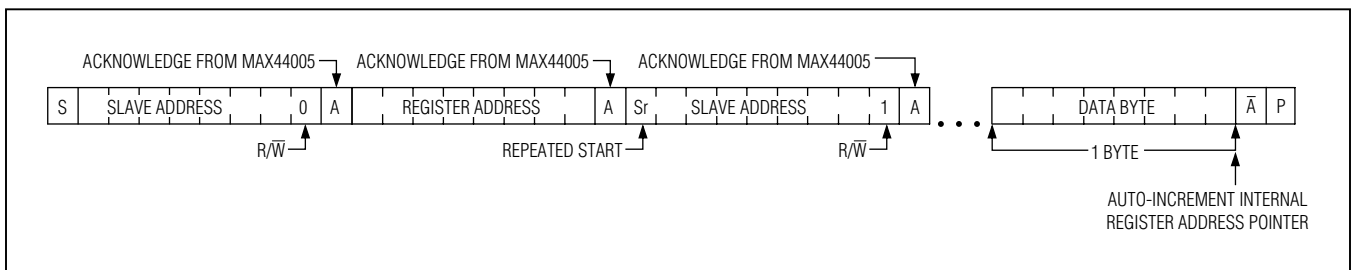 ACKNOWLEDGE FROM MAX44005 ACKNOWLEDGE FROM MAX44005 ACKNOWLEDGE FROM MAX44005
S SLAVE ADDRESS 0 A REGISTER ADDRESS A Sr SLAVE ADDRESS 1 A ••• DATA BYTE A̅ P
R/W̅ REPEATED START R/W̅ 1 BYTE
AUTO-INCREMENT INTERNAL
REGISTER ADDRESS POINTER